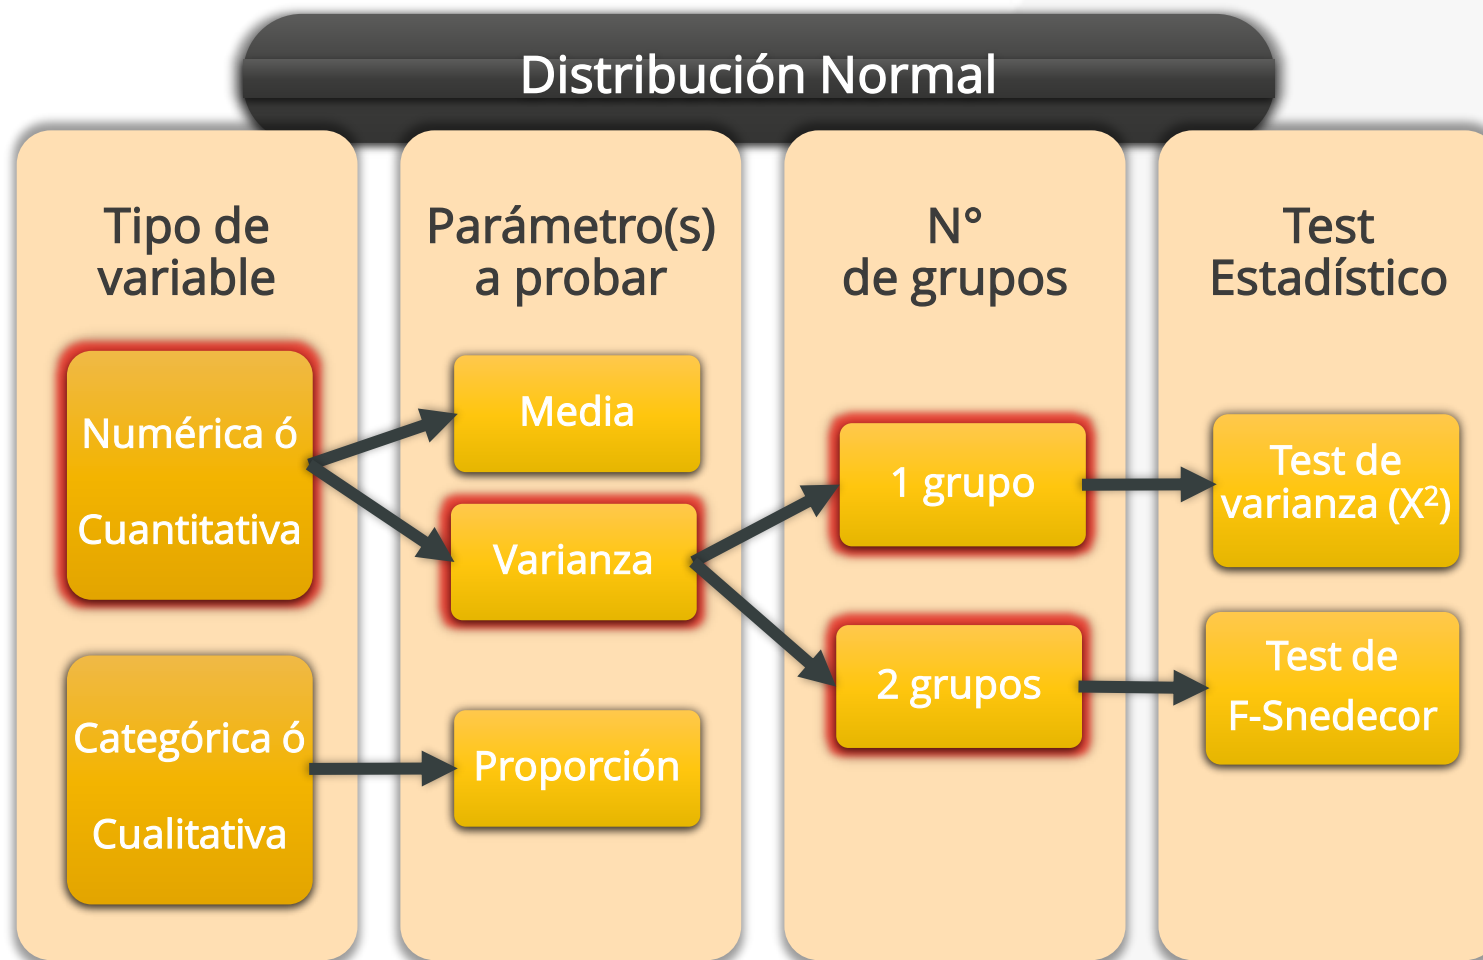 Distribución Normal
Tipo de
variable
Numérica ó
Cuantitativa
Categórica ó
Cualitativa
Parámetro(s)
a probar
Media
Varianza
Proporción
N°
de grupos
1 grupo
2 grupos
Test
Estadístico
Test de
varianza (X²)
Test de
F-Snedecor